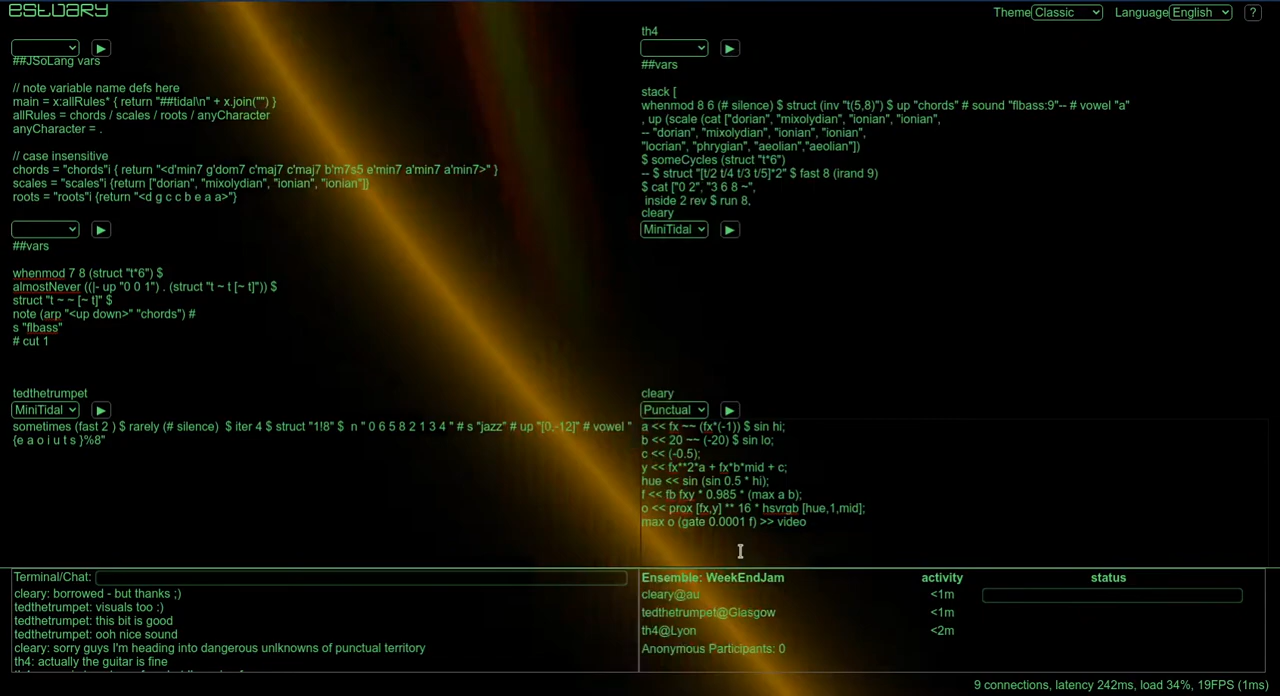 estuary
Theme Classic Language English ?
##JSoLang vars
// note variable name defs here
main = x:allRules* { return "##tidal\n" + x.join("") }
allRules = chords / scales / roots / anyCharacter
anyCharacter = .
// case insensitive
chords = "chords"i { return "<d'min7 g'dom7 c'maj7 c'maj7 b'm7s5 e'min7 a'min7 a'min7>" }
scales = "scales"i {return ["dorian", "mixolydian", "ionian", "ionian"]}
roots = "roots"i {return "<d g c c b e a a>"}
th4
##vars
stack [
whenmod 8 6 (# silence) $ struct (inv "t(5,8)") $ up "chords" # sound "flbass:9"-- # vowel "a"
, up (scale (cat ["dorian", "mixolydian", "ionian", "ionian",
-- "dorian", "mixolydian", "ionian", "ionian",
"locrian", "phrygian", "aeolian","aeolian"])
$ someCycles (struct "t*6")
-- $ struct "[t/2 t/4 t/3 t/5]*2" $ fast 8 (irand 9)
$ cat ["0 2", "3 6 8 ~",
inside 2 rev $ run 8,
##vars
whenmod 7 8 (struct "t*6") $
almostNever ((|- up "0 0 1") . (struct "t ~ t [~ t]")) $
struct "t ~ ~ [~ t]" $
note (arp "<up down>" "chords") #
s "flbass"
# cut 1
cleary
MiniTidal
tedthetrumpet
MiniTidal
sometimes (fast 2 ) $ rarely (# silence) $ iter 4 $ struct "1!8" $ n " 0 6 5 8 2 1 3 4 " # s "jazz" # up "[0,-12]" # vowel "
{e a o i u t s }%8"
cleary
Punctual
a << fx ~~ (fx*(-1)) $ sin hi;
b << 20 ~~ (-20) $ sin lo;
c << (-0.5);
y << fx**2*a + fx*b*mid + c;
hue << sin (sin 0.5 * hi);
f << fb fxy * 0.985 * (max a b);
o << prox [fx,y] ** 16 * hsvrgb [hue,1,mid];
max o (gate 0.0001 f) >> video
Terminal/Chat:
cleary: borrowed - but thanks ;)
tedthetrumpet: visuals too :)
tedthetrumpet: this bit is good
tedthetrumpet: ooh nice sound
cleary: sorry guys I'm heading into dangerous unlknowns of punctual territory
th4: actually the guitar is fine
Ensemble: WeekEndJam activity status
cleary@au <1m
tedthetrumpet@Glasgow <1m
th4@Lyon <2m
Anonymous Participants: 0
9 connections, latency 242ms, load 34%, 19FPS (1ms)